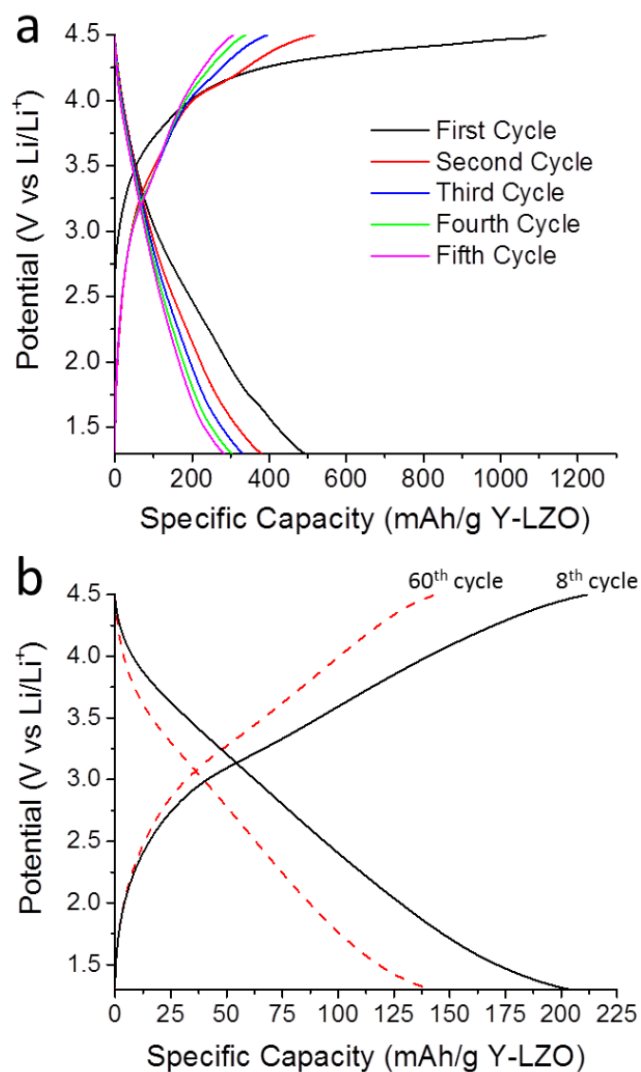 a
4.5
4.0
3.5
3.0
2.5
2.0
1.5
Potential (V vs Li/Li⁺)
First Cycle
Second Cycle
Third Cycle
Fourth Cycle
Fifth Cycle
0 200 400 600 800 1000 1200
Specific Capacity (mAh/g Y-LZO)
b
60ᵗʰ cycle 8ᵗʰ cycle
4.5
4.0
3.5
3.0
2.5
2.0
1.5
Potential (V vs Li/Li⁺)
0 25 50 75 100 125 150 175 200 225
Specific Capacity (mAh/g Y-LZO)